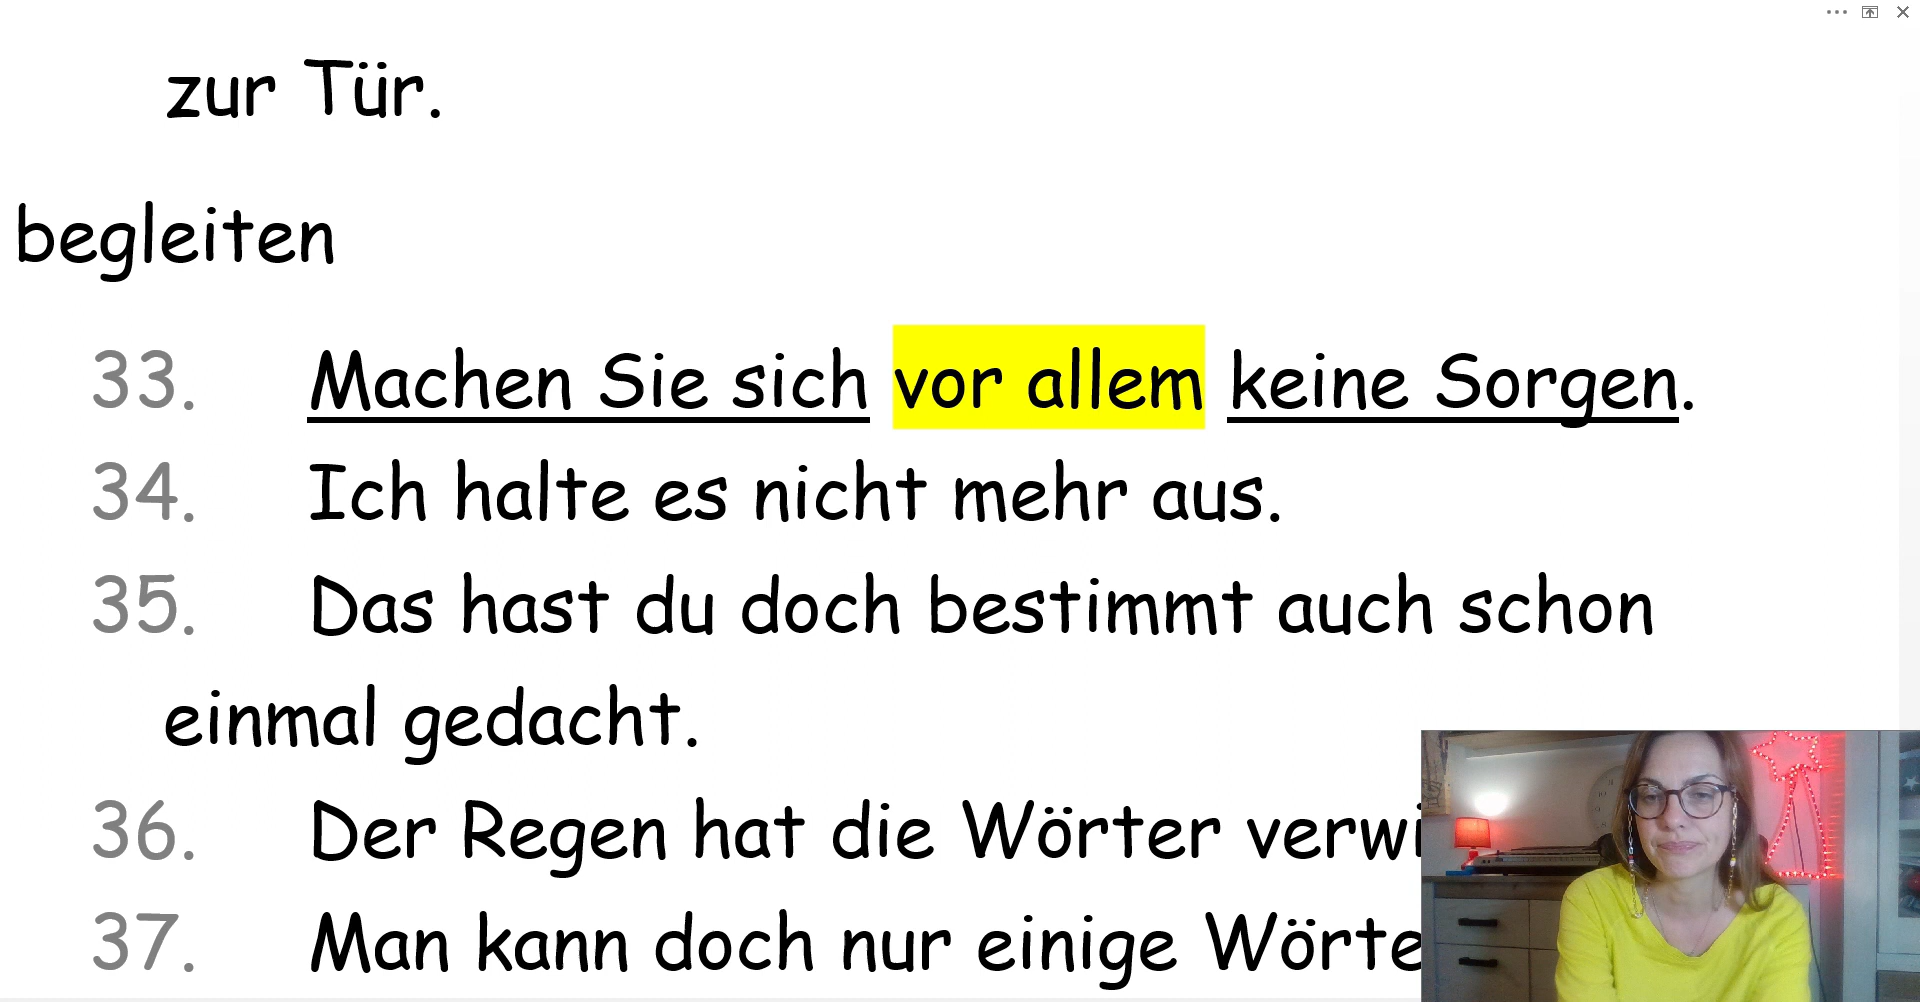 zur Tür.
begleiten
33. Machen Sie sich vor allem keine Sorgen.
34. Ich halte es nicht mehr aus.
35. Das hast du doch bestimmt auch schon
einmal gedacht.
36. Der Regen hat die Wörter
37. Man kann doch nur einige